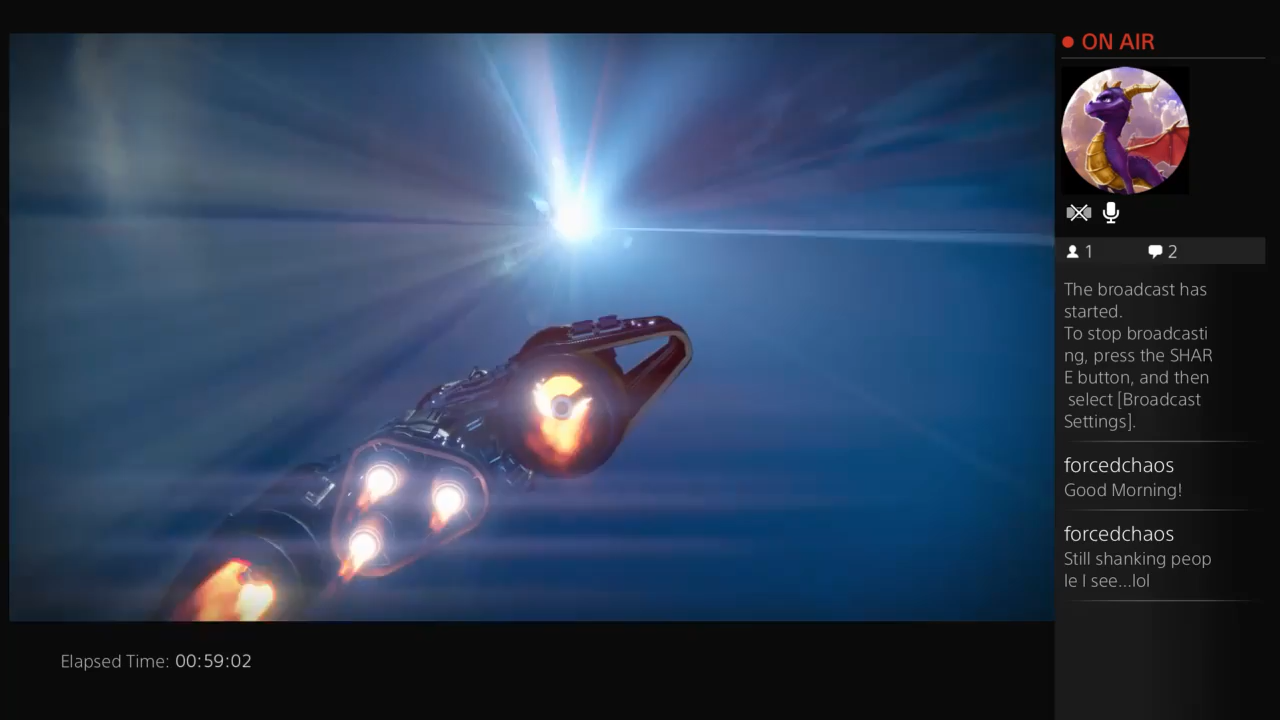 ON AIR
1 2
The broadcast has
started.
To stop broadcasti
ng, press the SHAR
E button, and then
select [Broadcast
Settings].
forcedchaos
Good Morning!
forcedchaos
Still shanking peop
le I see...lol
Elapsed Time: 00:59:02